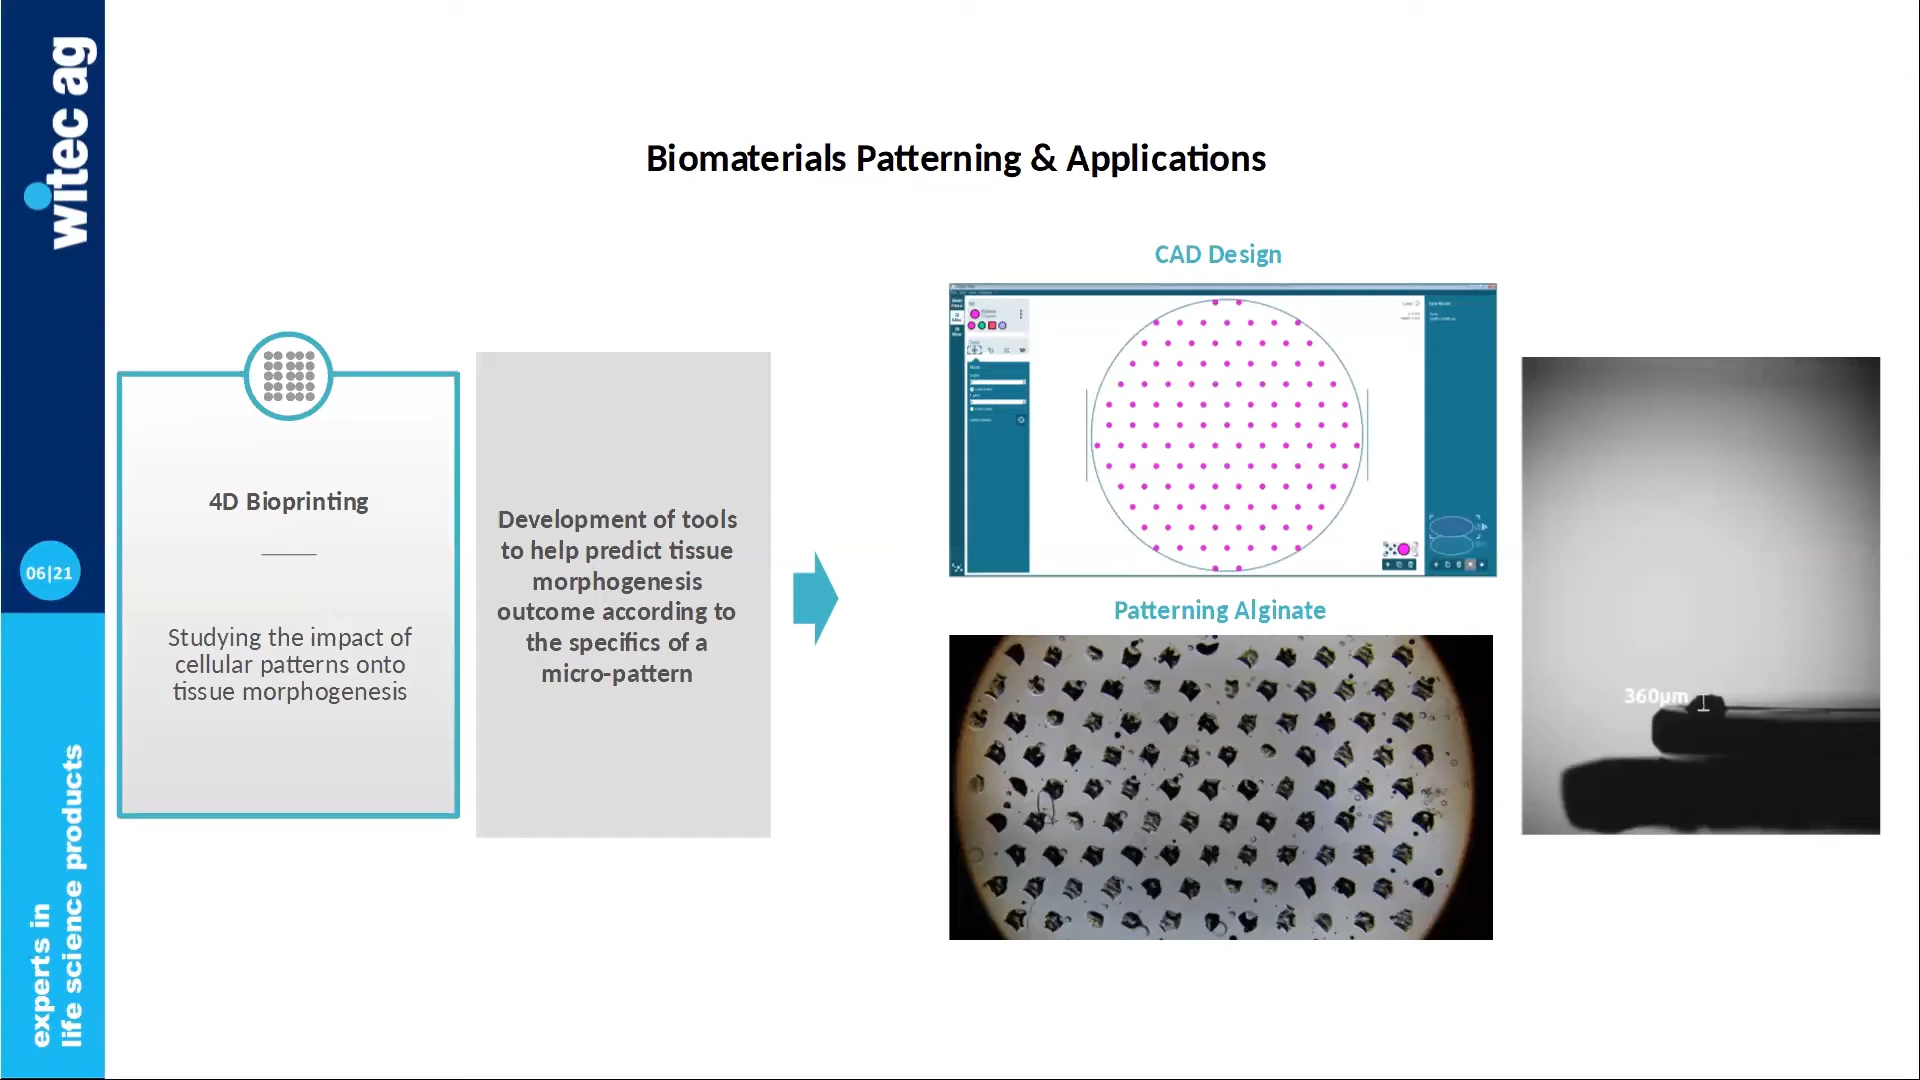 witec ag
06|21
experts in
life science products
Biomaterials Patterning & Applications
4D Bioprinting
Studying the impact of
cellular patterns onto
tissue morphogenesis
Development of tools
to help predict tissue
morphogenesis
outcome according to
the specifics of a
micro-pattern
CAD Design
Patterning Alginate
360µm